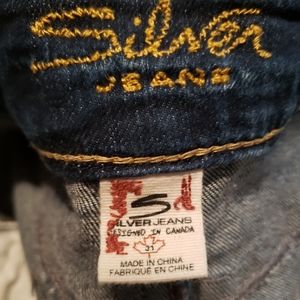 Silver
JEANS
S
SILVER JEANS
DESIGNED IN CANADA
31
MADE IN CHINA
FABRIQUÉ EN CHINE